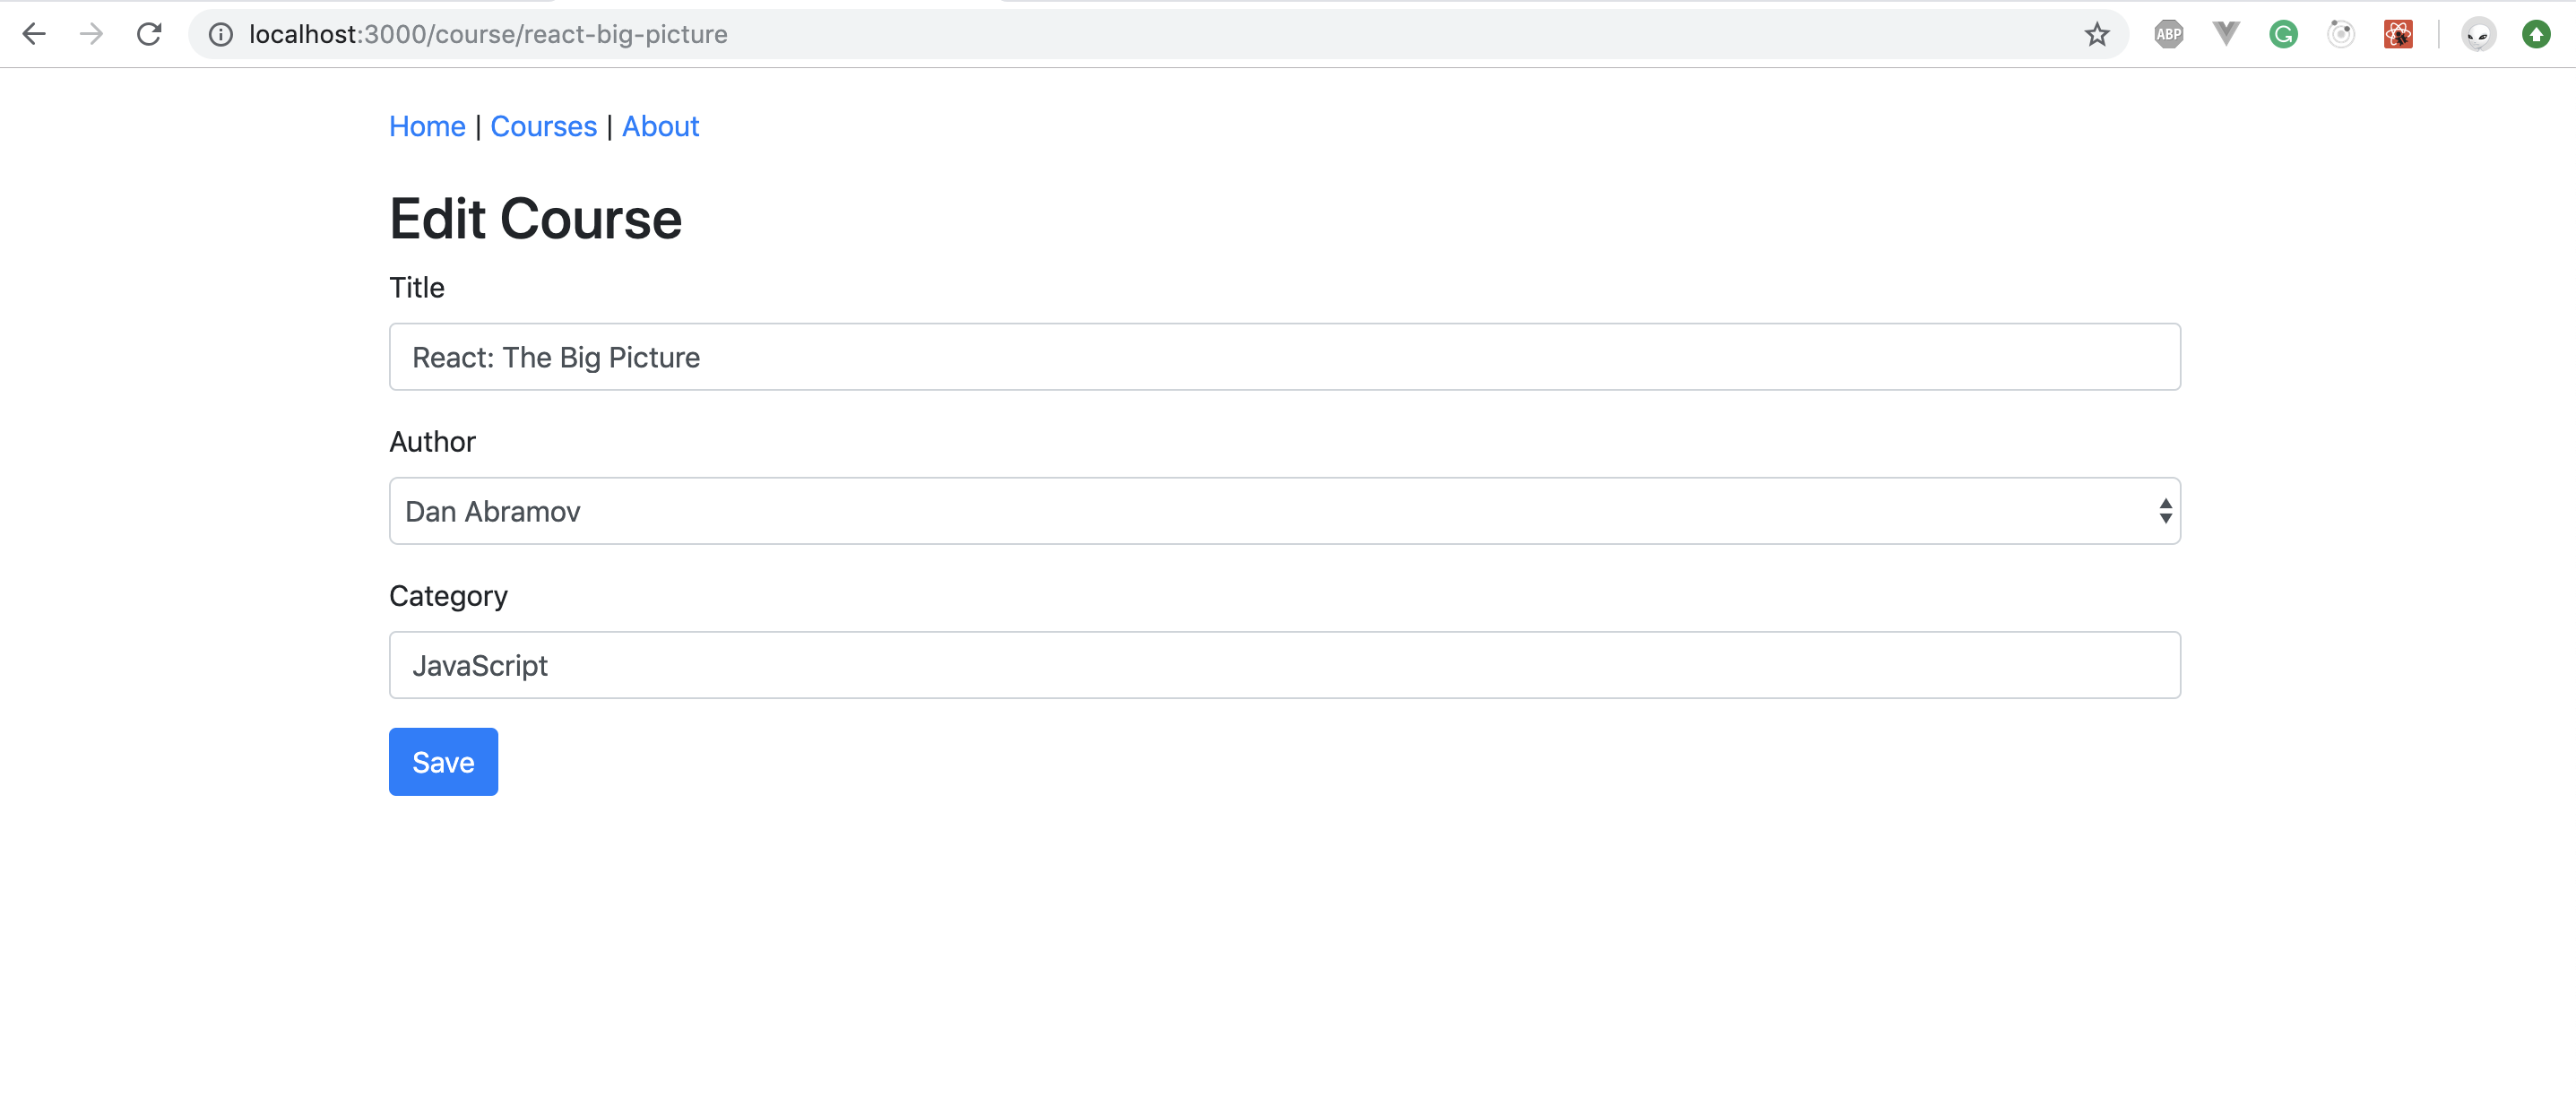 localhost:3000/course/react-big-picture
ABP
Home | Courses | About
Edit Course
Title
React: The Big Picture
Author
Dan Abramov
Category
JavaScript
Save